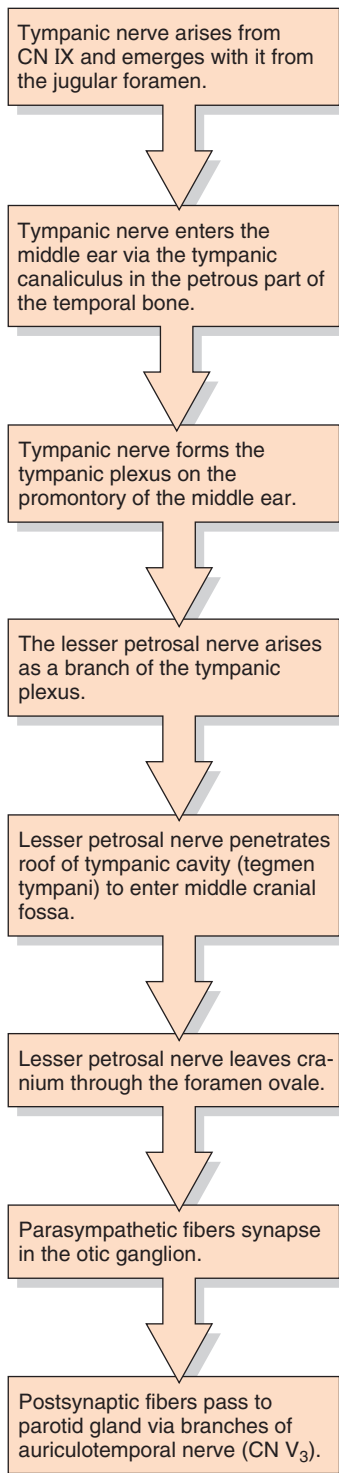 Tympanic nerve arises from
CN IX and emerges with it from
the jugular foramen.
Tympanic nerve enters the
middle ear via the tympanic
canaliculus in the petrous part of
the temporal bone.
Tympanic nerve forms the
tympanic plexus on the
promontory of the middle ear.
The lesser petrosal nerve arises
as a branch of the tympanic
plexus.
Lesser petrosal nerve penetrates
roof of tympanic cavity (tegmen
tympani) to enter middle cranial
fossa.
Lesser petrosal nerve leaves cra-
nium through the foramen ovale.
Parasympathetic fibers synapse
in the otic ganglion.
Postsynaptic fibers pass to
parotid gland via branches of
auriculotemporal nerve (CN V₃).